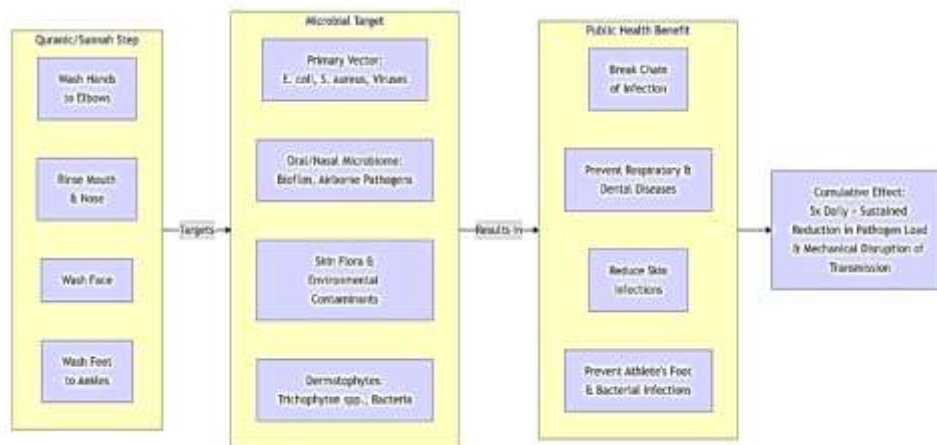 Quranic/Sunnah Step
Wash Hands
to Elbows
Rinse Mouth
& Nose
Wash Face
Wash Feet
to Ankles
Targets
Microbial Target
Primary Vector:
E. coli, S. aureus, Viruses
Oral/Nasal Microbiome:
Biofilm, Airborne Pathogens
Skin Flora &
Environmental
Contaminants
Dermatophytes:
Trichophyton spp., Bacteria
Results in
Public Health Benefit
Break Chain
of Infection
Prevent Respiratory &
Dental Diseases
Reduce Skin
Infections
Prevent Athlete's Foot
& Bacterial Infections
Cumulative Effect:
5x Daily = Sustained
Reduction in Pathogen Load
& Mechanical Disruption of
Transmission